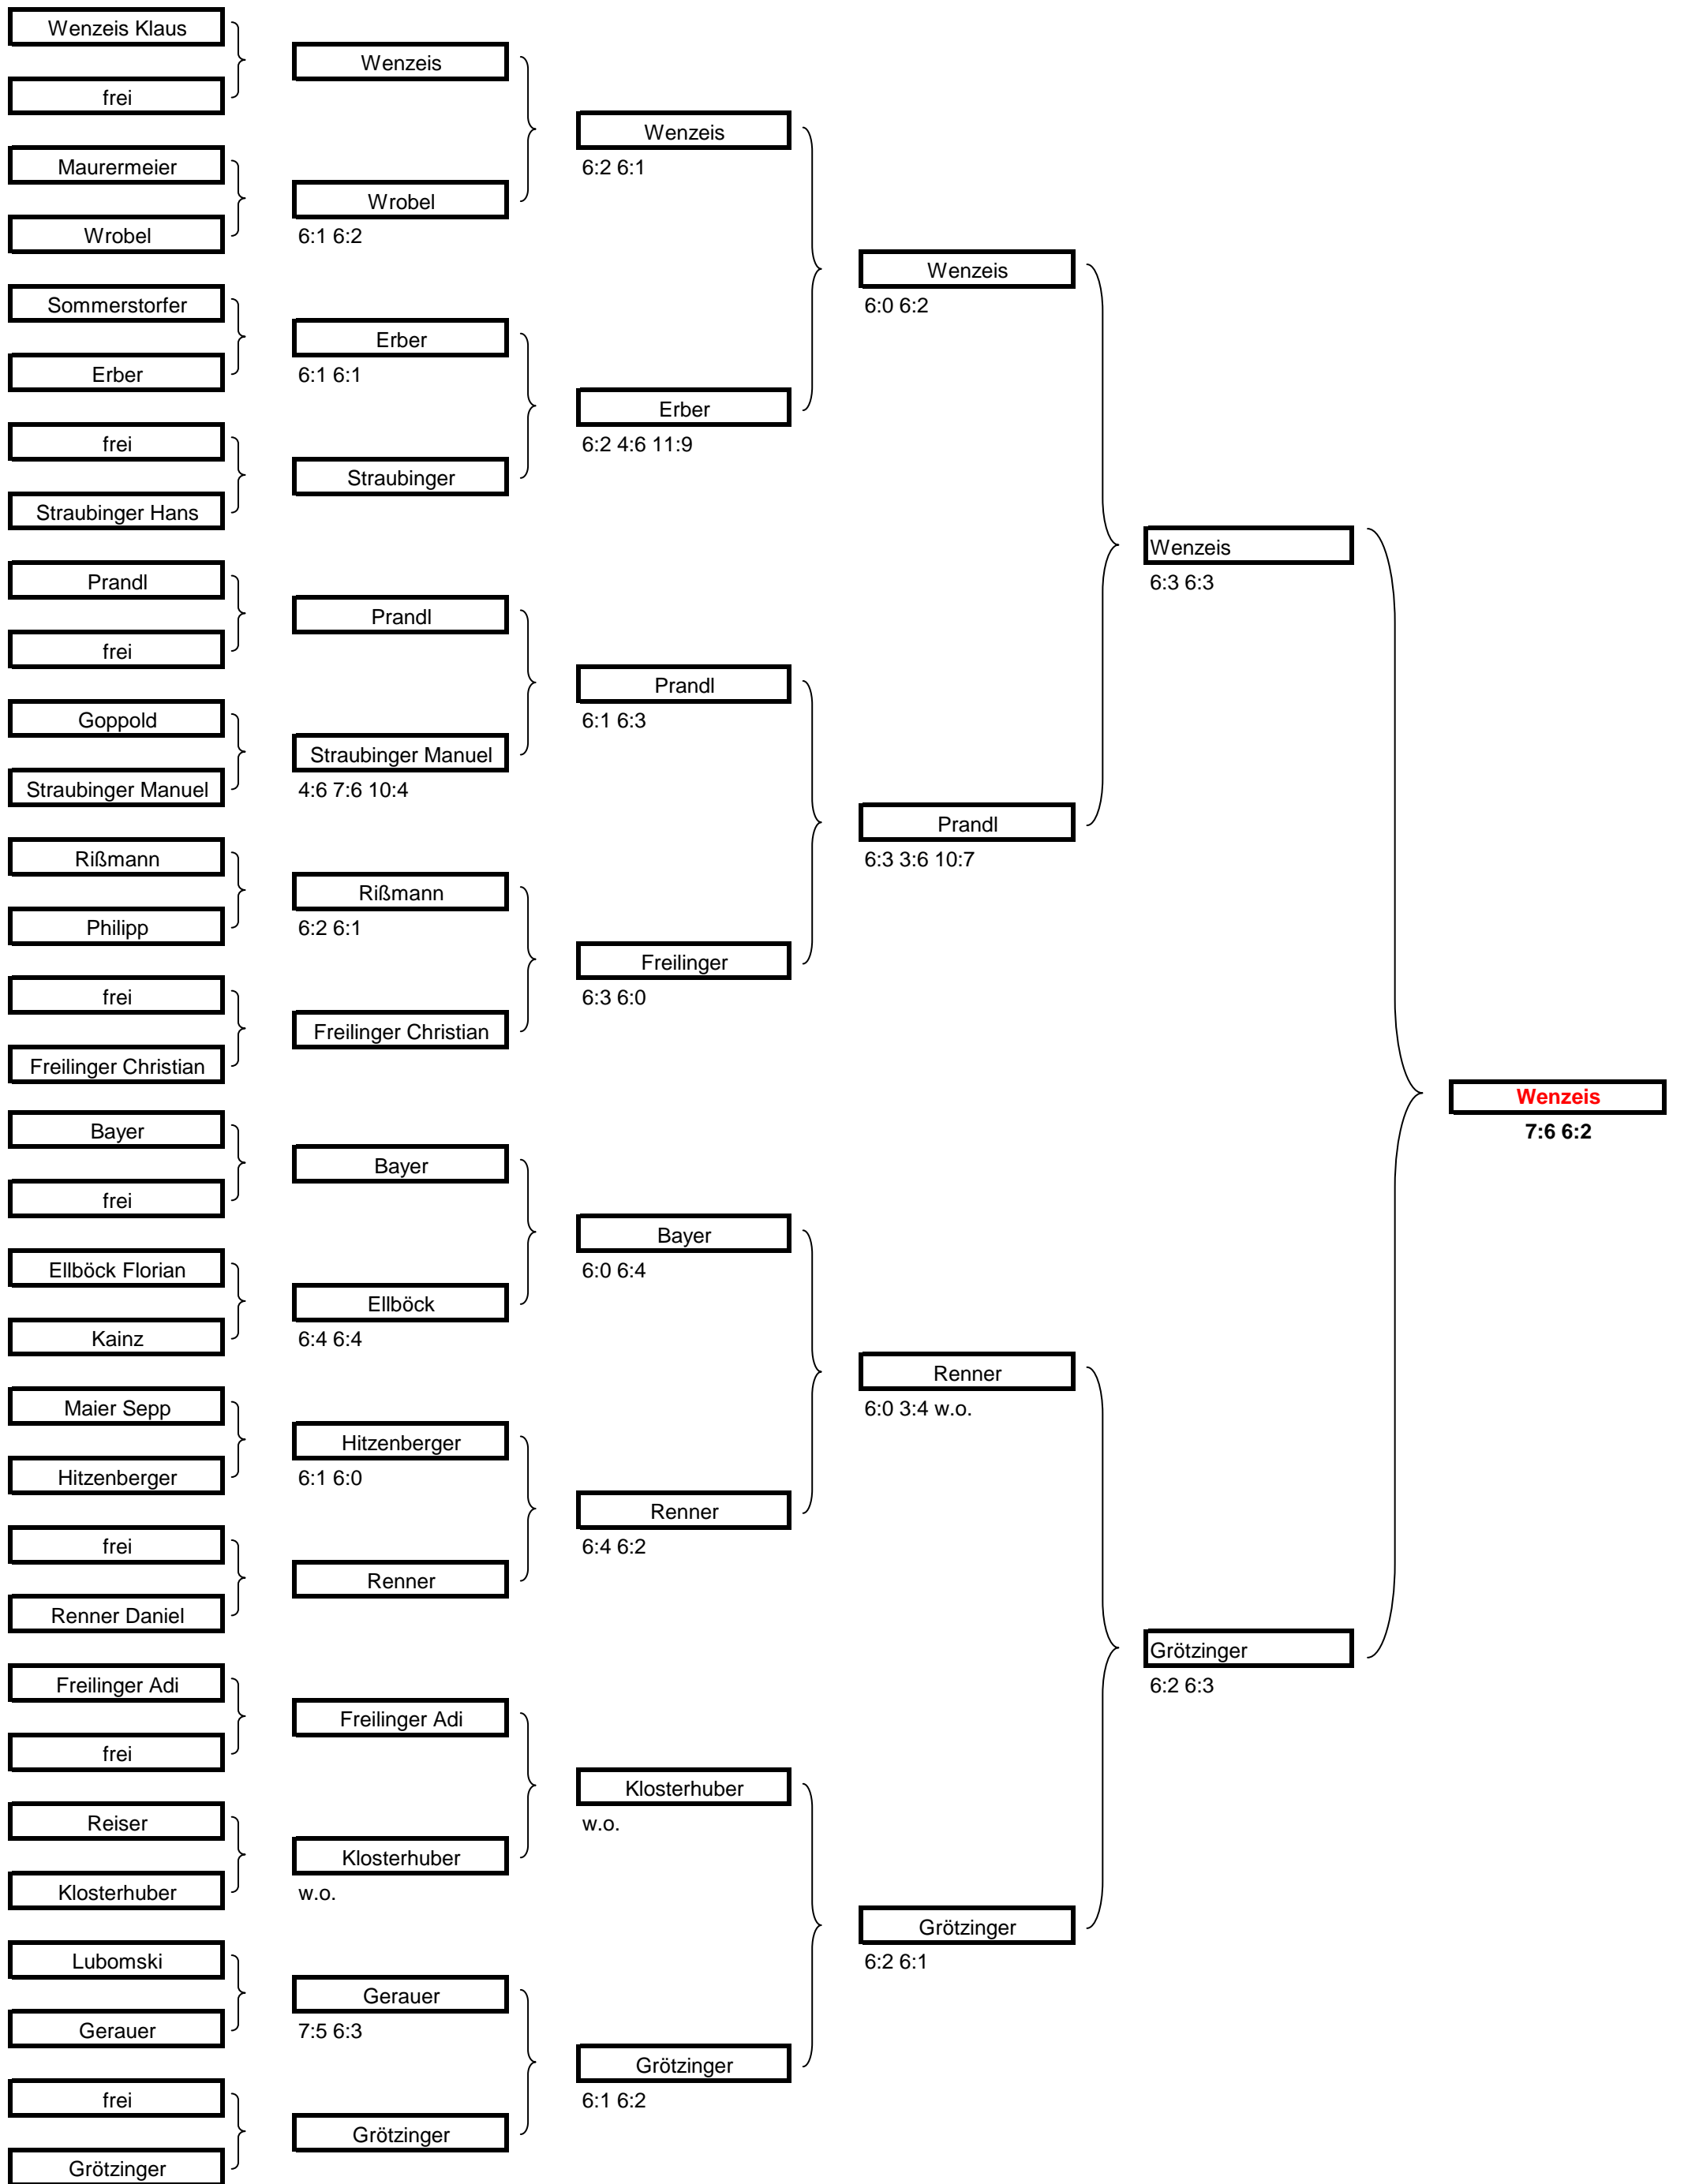 Wenzeis Klaus
frei
Maurermeier
Wrobel
Sommerstorfer
Erber
frei
Straubinger Hans
Prandl
frei
Goppold
Straubinger Manuel
Rißmann
Philipp
frei
Freilinger Christian
Bayer
frei
Ellböck Florian
Kainz
Maier Sepp
Hitzenberger
frei
Renner Daniel
Freilinger Adi
frei
Reiser
Klosterhuber
Lubomski
Gerauer
frei
Grötzinger
Wenzeis
Wrobel
6:1 6:2
Erber
6:1 6:1
Straubinger
Prandl
Straubinger Manuel
4:6 7:6 10:4
Rißmann
6:2 6:1
Freilinger Christian
Bayer
Ellböck
6:4 6:4
Hitzenberger
6:1 6:0
Renner
Freilinger Adi
Klosterhuber
w.o.
Gerauer
7:5 6:3
Grötzinger
Wenzeis
6:2 6:1
Erber
6:2 4:6 11:9
Prandl
6:1 6:3
Freilinger
6:3 6:0
Bayer
6:0 6:4
Renner
6:4 6:2
Klosterhuber
w.o.
Grötzinger
6:1 6:2
Wenzeis
6:0 6:2
Prandl
6:3 3:6 10:7
Renner
6:0 3:4 w.o.
Grötzinger
6:2 6:1
Wenzeis
6:3 6:3
Grötzinger
6:2 6:3
Wenzeis
7:6 6:2